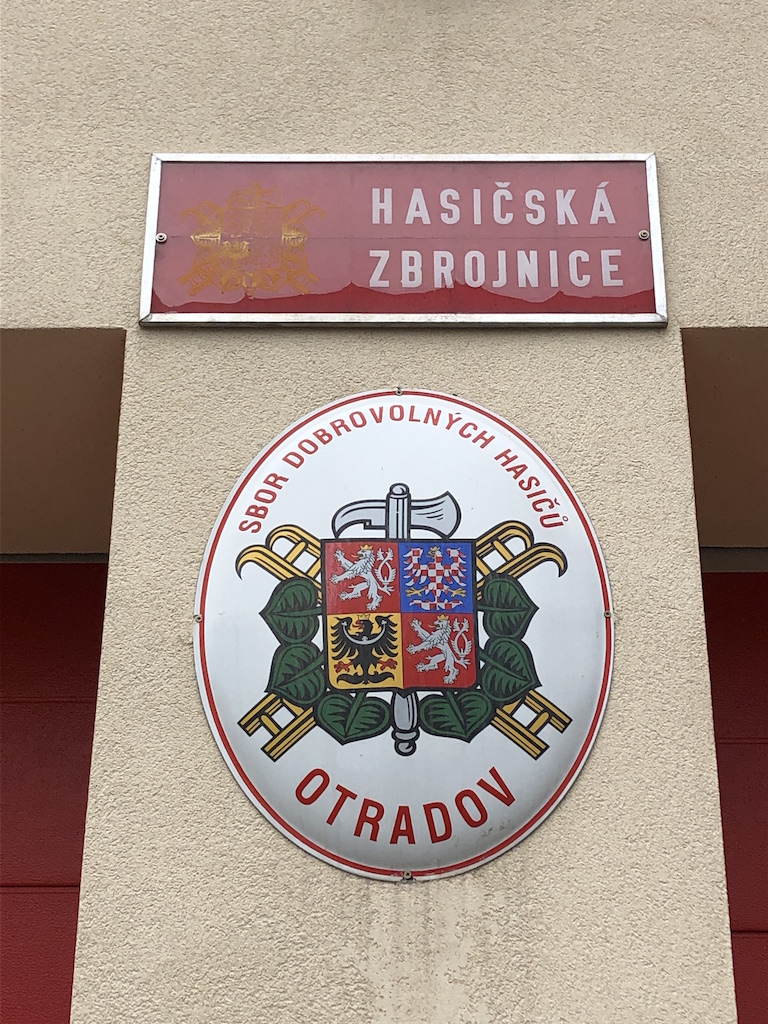 HASIČSKÁ
ZBROJNICE
SBOR DOBROVOLNÝCH HASIČŮ
OTRADOV